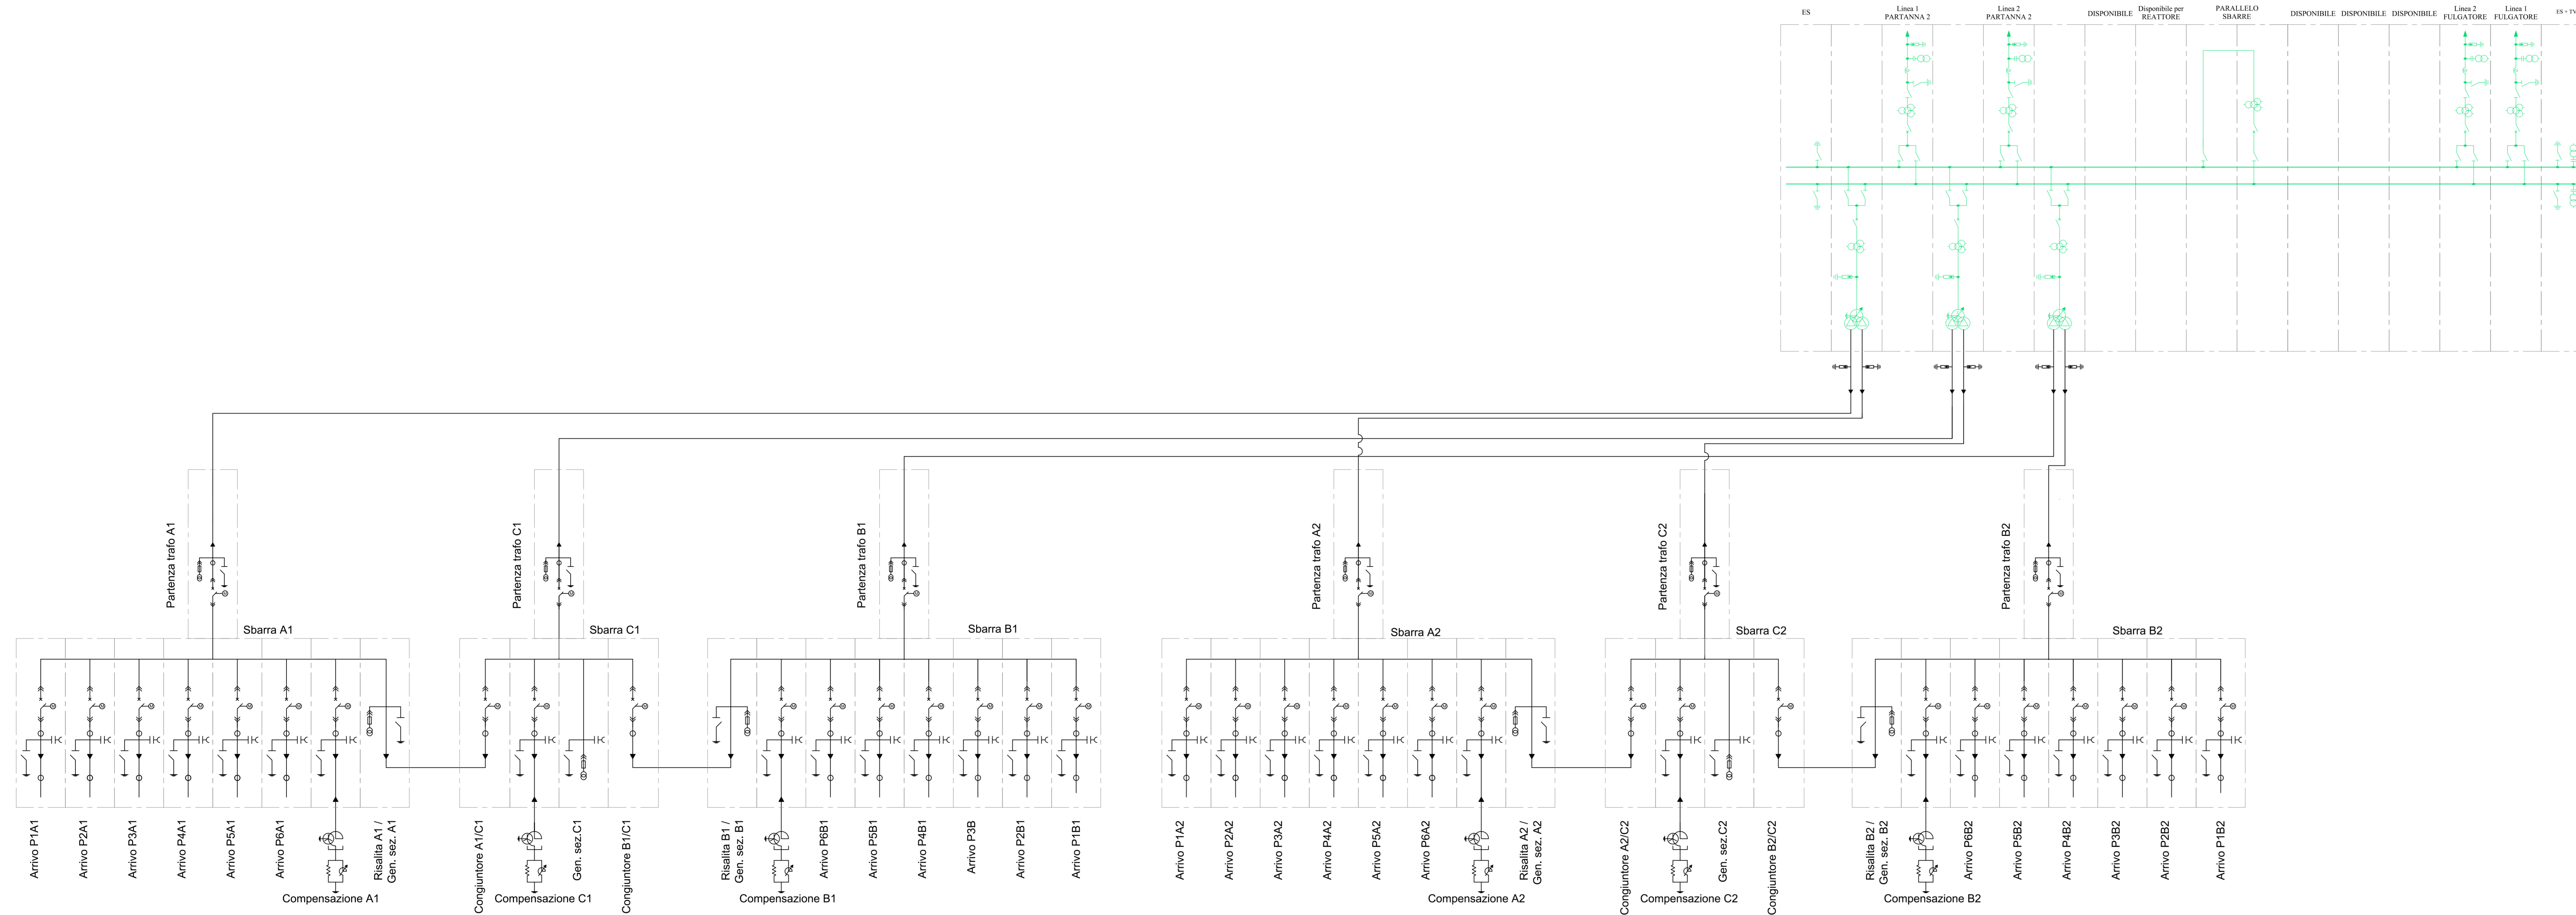 ES
Linea 1
PARTANNA 2
Linea 2
PARTANNA 2
DISPONIBILE
Disponibile per
REATTORE
PARALLELO
SBARRE
DISPONIBILE
DISPONIBILE
DISPONIBILE
Linea 2
FULGATORE
Linea 1
FULGATORE
ES + TV
Partenza trafo A1
Partenza trafo C1
Partenza trafo B1
Partenza trafo A2
Partenza trafo C2
Partenza trafo B2
Sbarra A1
Sbarra C1
Sbarra B1
Sbarra A2
Sbarra C2
Sbarra B2
Arrivo P1A1
Arrivo P2A1
Arrivo P3A1
Arrivo P4A1
Arrivo P5A1
Arrivo P6A1
Risalita A1 /
Gen. sez. A1
Congiuntore A1/C1
Gen. sez.C1
Congiuntore B1/C1
Risalita B1 /
Gen. sez. B1
Arrivo P6B1
Arrivo P5B1
Arrivo P4B1
Arrivo P3B
Arrivo P2B1
Arrivo P1B1
Arrivo P1A2
Arrivo P2A2
Arrivo P3A2
Arrivo P4A2
Arrivo P5A2
Arrivo P6A2
Risalita A2 /
Gen. sez. A2
Congiuntore A2/C2
Gen. sez.C2
Congiuntore B2/C2
Risalita B2 /
Gen. sez. B2
Arrivo P6B2
Arrivo P5B2
Arrivo P4B2
Arrivo P3B2
Arrivo P2B2
Arrivo P1B2
Compensazione A1
Compensazione C1
Compensazione B1
Compensazione A2
Compensazione C2
Compensazione B2